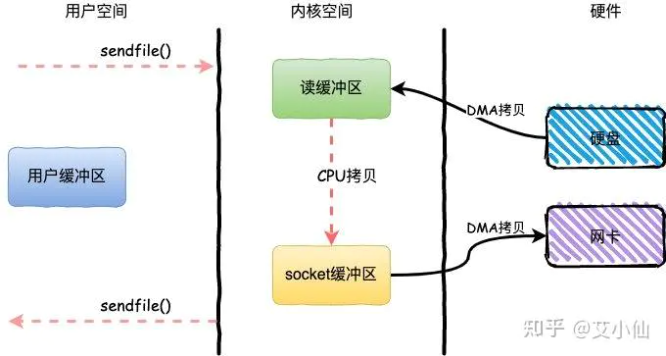 用户空间
内核空间
硬件
sendfile()
读缓冲区
DMA拷贝
硬盘
用户缓冲区
CPU拷贝
网卡
DMA拷贝
socket缓冲区
sendfile()
知乎 @艾小仙